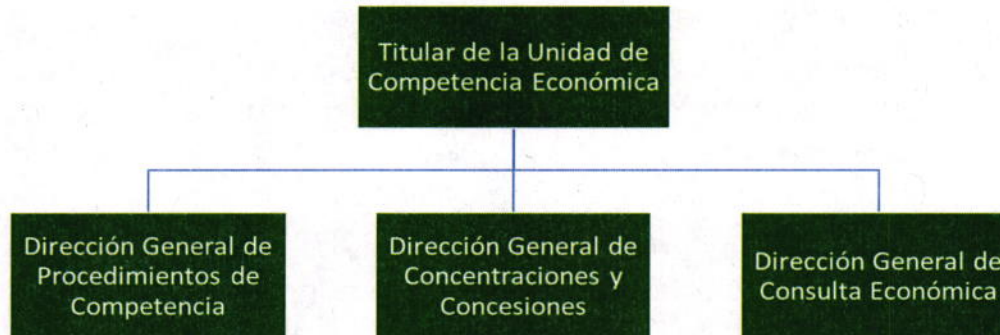 Titular de la Unidad de
Competencia Económica
Dirección General de
Procedimientos de
Competencia
Dirección General de
Concentraciones y
Concesiones
Dirección General de
Consulta Económica